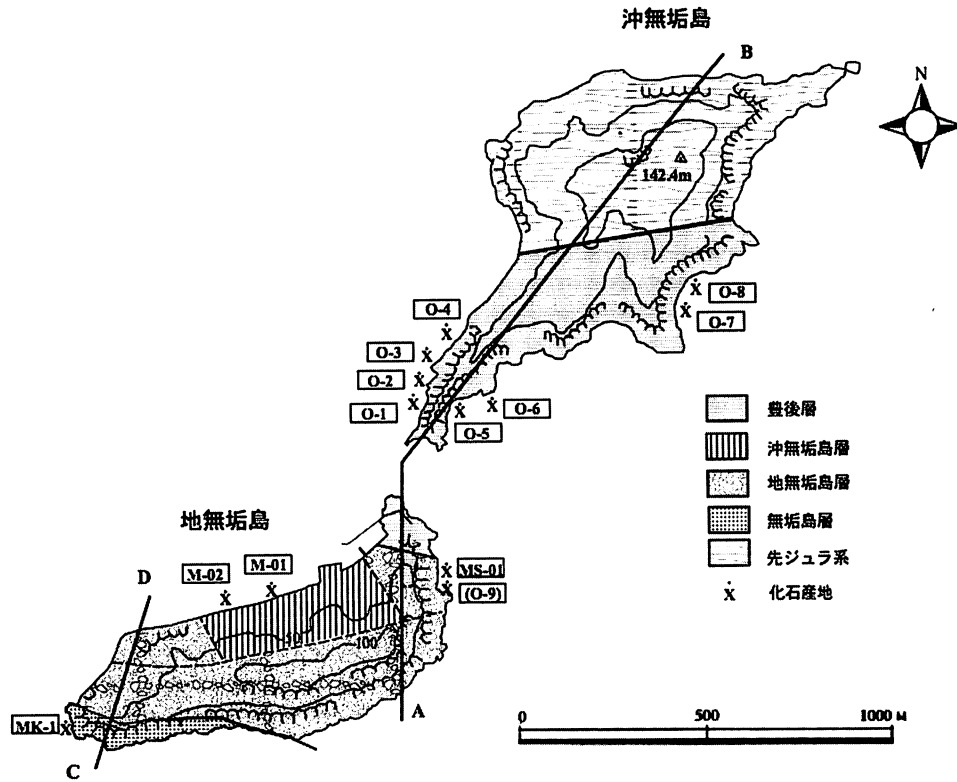 沖無垢島
B
N
142.4m
O-8
O-7
O-4
O-3
O-2
O-1
O-6
O-5
豊後層
沖無垢島層
地無垢島層
無垢島層
先ジュラ系
化石産地
地無垢島
D
M-02
M-01
MS-01
(O-9)
50
100
A
MK-1
C
0
500
1000 M